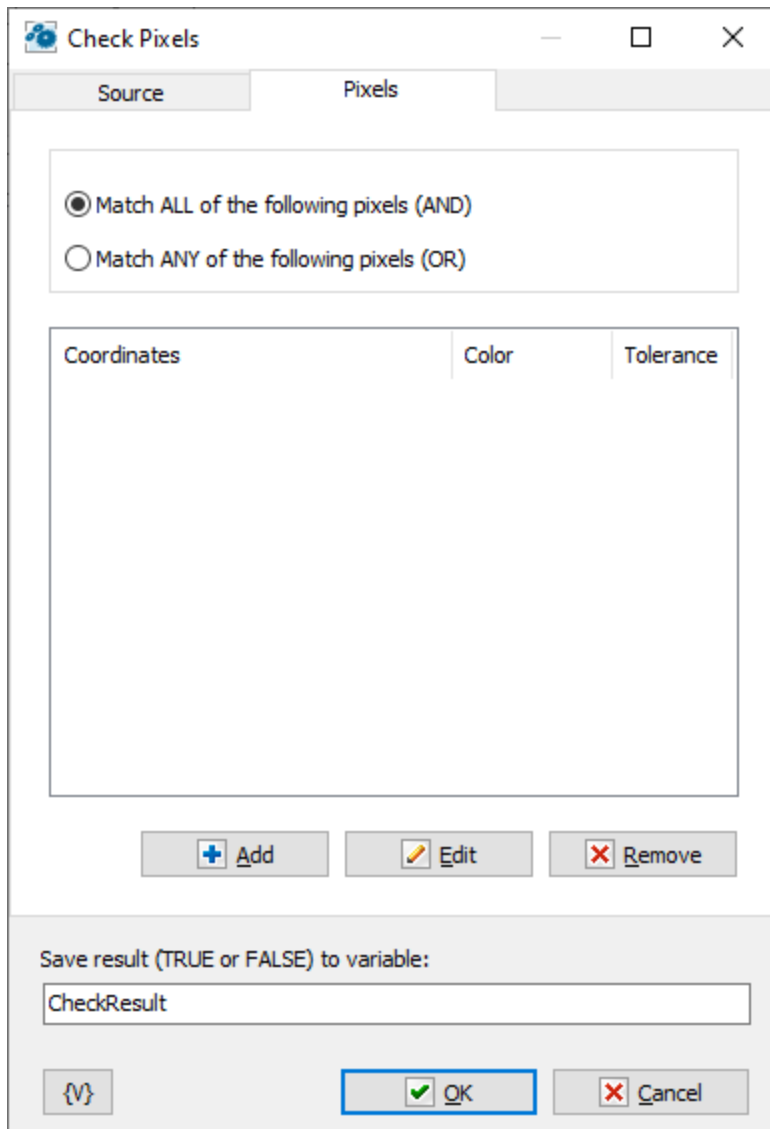 Check Pixels
Source Pixels
Match ALL of the following pixels (AND)
Match ANY of the following pixels (OR)
Coordinates Color Tolerance
Add Edit Remove
Save result (TRUE or FALSE) to variable:
CheckResult
{V} OK Cancel